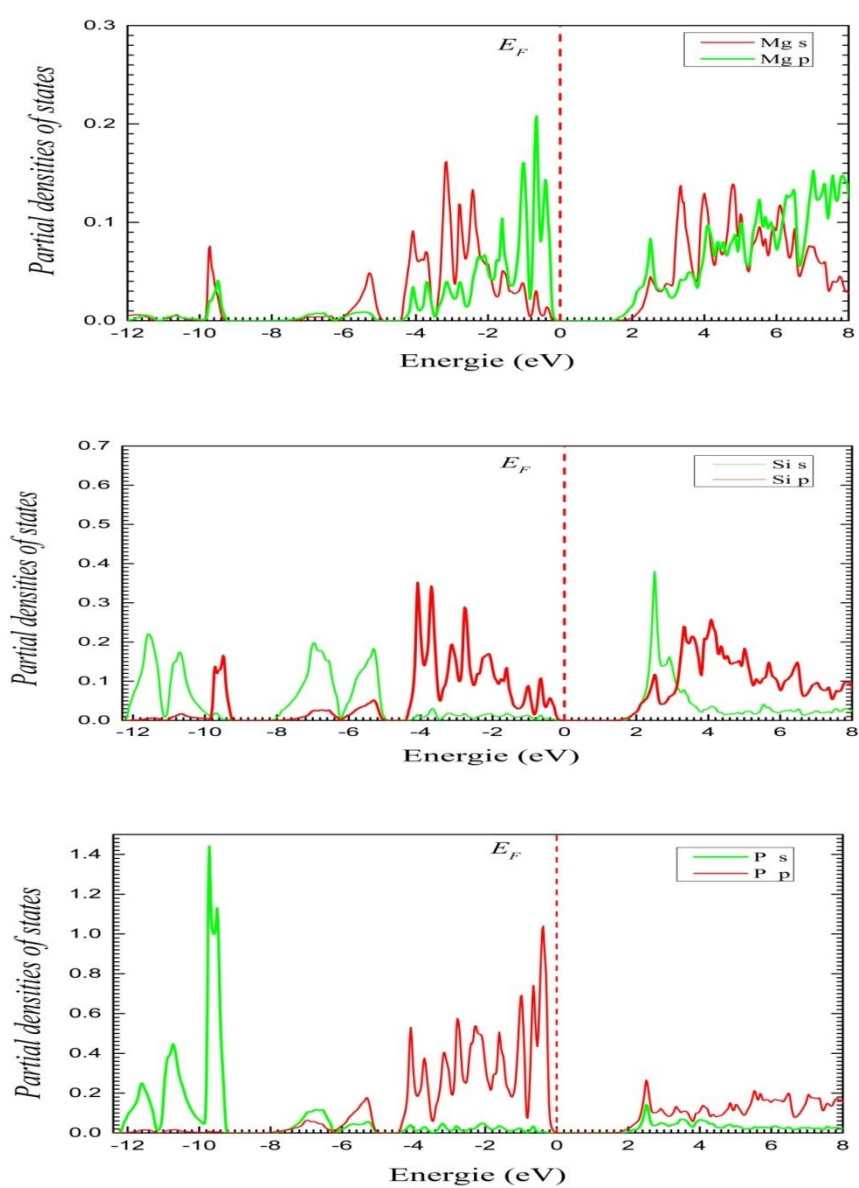 0.3
E_F
Mg s
Mg p
0.2
Partial densities of states
0.1
0.0
-12 -10 -8 -6 -4 -2 0 2 4 6 8
Energie (eV)
0.7
E_F
Si s
Si p
0.6
0.5
Partial densities of states
0.4
0.3
0.2
0.1
0.0
-12 -10 -8 -6 -4 -2 0 2 4 6 8
Energie (eV)
1.4
E_F
P s
P p
1.2
1.0
Partial densities of states
0.8
0.6
0.4
0.2
0.0
-12 -10 -8 -6 -4 -2 0 2 4 6 8
Energie (eV)